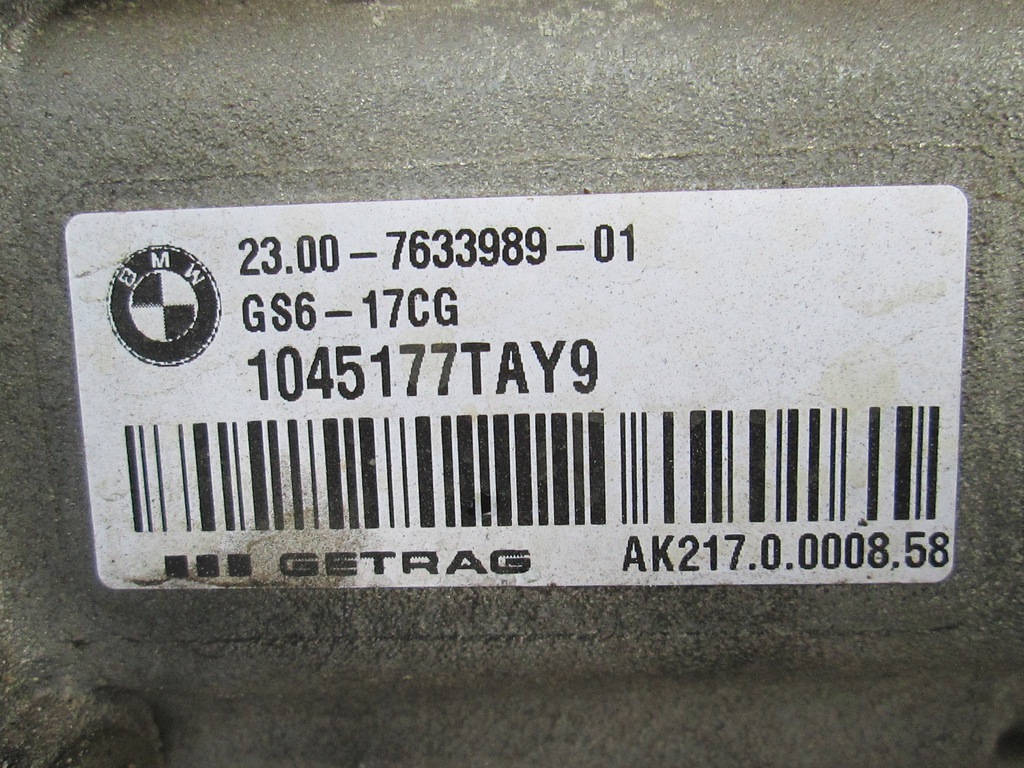 BMW
23.00-7633989-01
GS6-17CG
1045177TAY9
GETRAG
AK217.0.0008.58